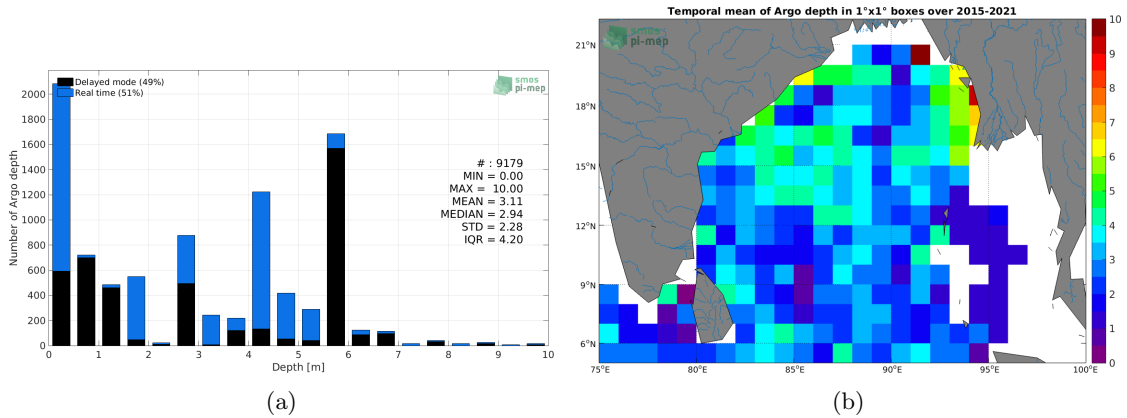 Delayed mode (49%)
Real time (51%)
smos
pi-mep
# : 9179
MIN = 0.00
MAX = 10.00
MEAN = 3.11
MEDIAN = 2.94
STD = 2.28
IQR = 4.20
Number of Argo depth
2000
1800
1600
1400
1200
1000
800
600
400
200
0
0 1 2 3 4 5 6 7 8 9 10
Depth [m]
(a)
Temporal mean of Argo depth in 1°x1° boxes over 2015-2021
smos
pi-mep
21°N
18°N
15°N
12°N
9°N
6°N
75°E 80°E 85°E 90°E 95°E 100°E
10
9
8
7
6
5
4
3
2
1
0
(b)